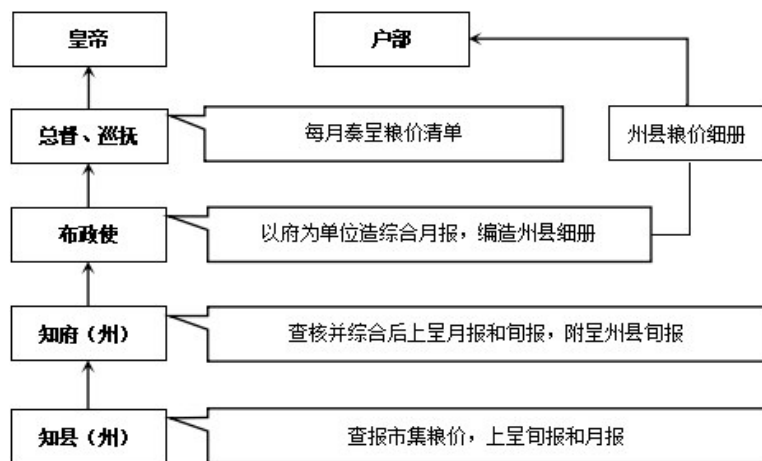 皇帝
户部
总督、巡抚
每月奏呈粮价清单
州县粮价细册
布政使
以府为单位造综合月报，编造州县细册
知府（州）
查核并综合后上呈月报和旬报，附呈州县旬报
知县（州）
查报市集粮价，上呈旬报和月报